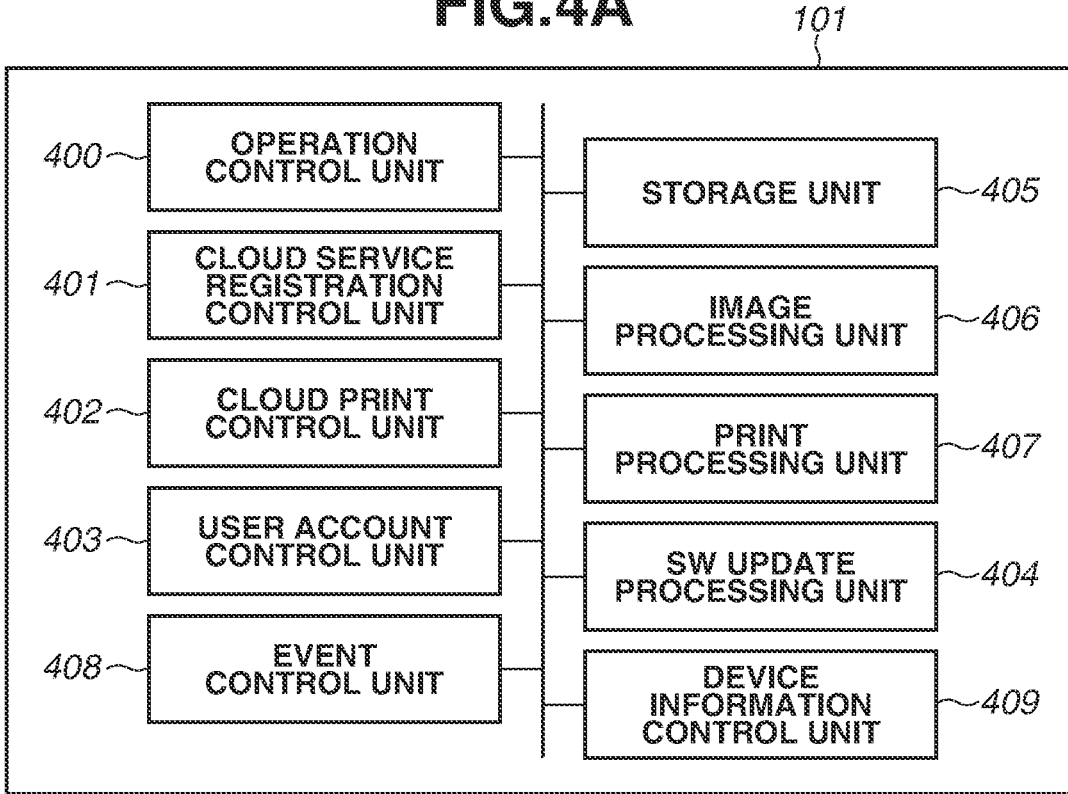 FIG.4A
101
400
OPERATION
CONTROL UNIT
401
CLOUD SERVICE
REGISTRATION
CONTROL UNIT
402
CLOUD PRINT
CONTROL UNIT
403
USER ACCOUNT
CONTROL UNIT
408
EVENT
CONTROL UNIT
STORAGE UNIT
405
IMAGE
PROCESSING UNIT
406
PRINT
PROCESSING UNIT
407
SW UPDATE
PROCESSING UNIT
404
DEVICE
INFORMATION
CONTROL UNIT
409